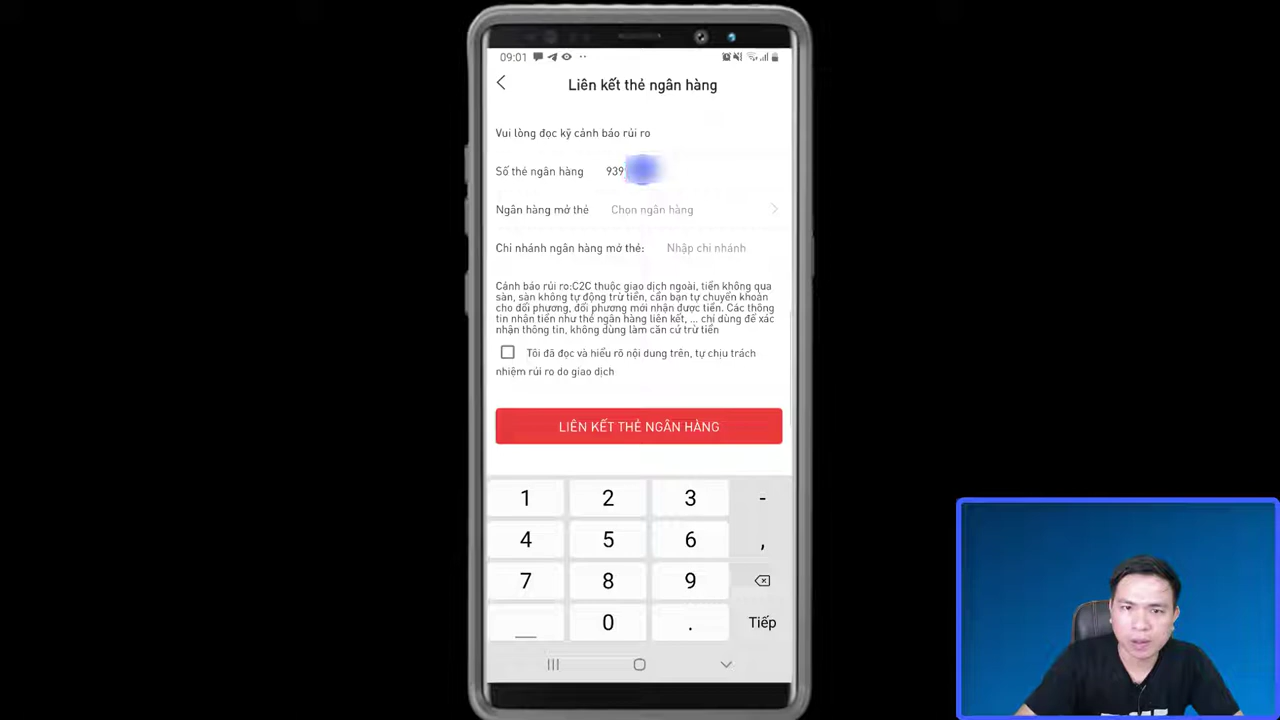 09:01
Liên kết thẻ ngân hàng
Vui lòng đọc kỹ cảnh báo rủi ro
Số thẻ ngân hàng 939
Ngân hàng mở thẻ Chọn ngân hàng
Chi nhánh ngân hàng mở thẻ: Nhập chi nhánh
Cảnh báo rủi ro:C2C thuộc giao dịch ngoài, tiền không qua
sàn, sàn không tự động trừ tiền, cần bạn tự chuyển khoản
cho đối phương, đối phương mới nhận được tiền. Các thông
tin nhận tiền như thẻ ngân hàng liên kết, ... chỉ dùng để xác
nhận thông tin, không dùng làm căn cứ trừ tiền
Tôi đã đọc và hiểu rõ nội dung trên, tự chịu trách
nhiệm rủi ro do giao dịch
LIÊN KẾT THẺ NGÂN HÀNG
1 2 3 -
4 5 6 ,
7 8 9
0 . Tiếp